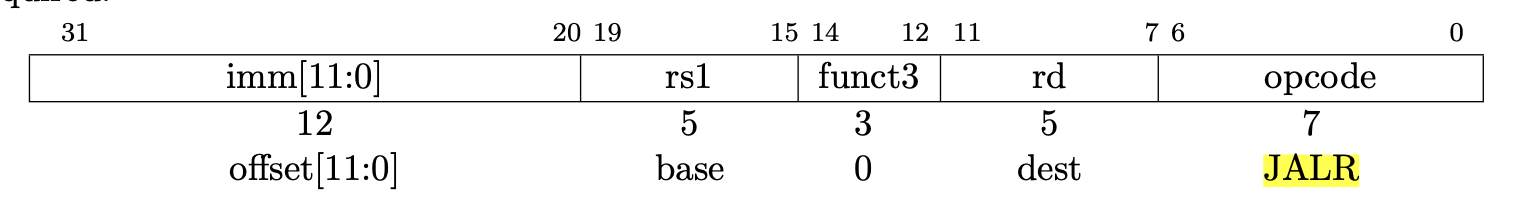 quired.
31 20 19 15 14 12 11 7 6 0
imm[11:0] rs1 funct3 rd opcode
12 5 3 5 7
offset[11:0] base 0 dest JALR